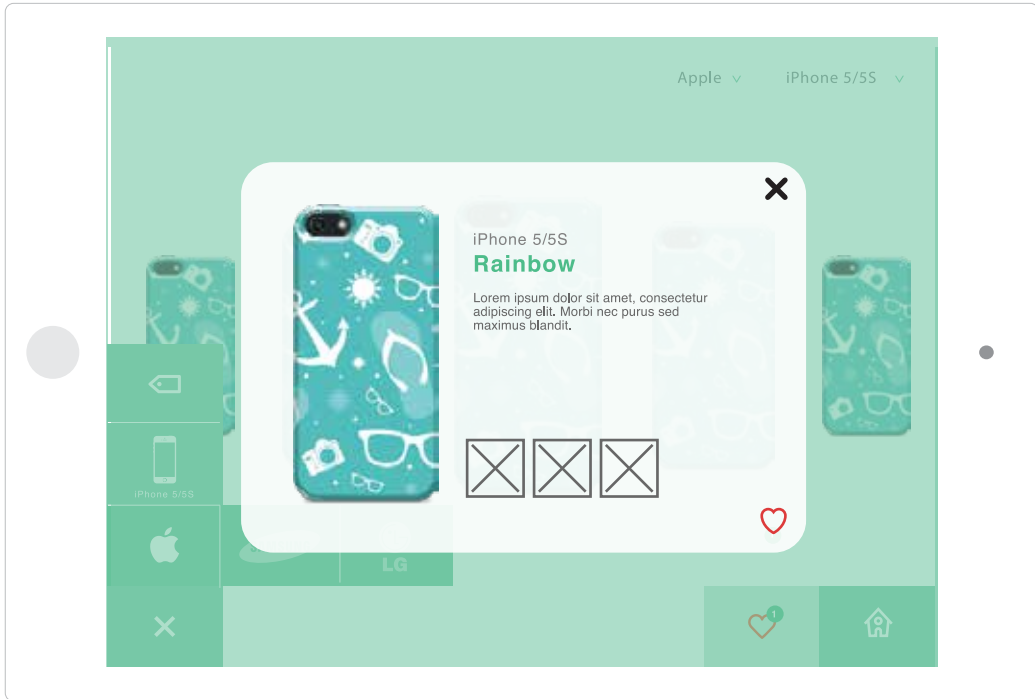 Apple
iPhone 5/5S
iPhone 5/5S
Rainbow
Lorem ipsum dolor sit amet, consectetur
adipiscing elit. Morbi nec purus sed
maximus blandit.
iPhone 5/5S
LG
1